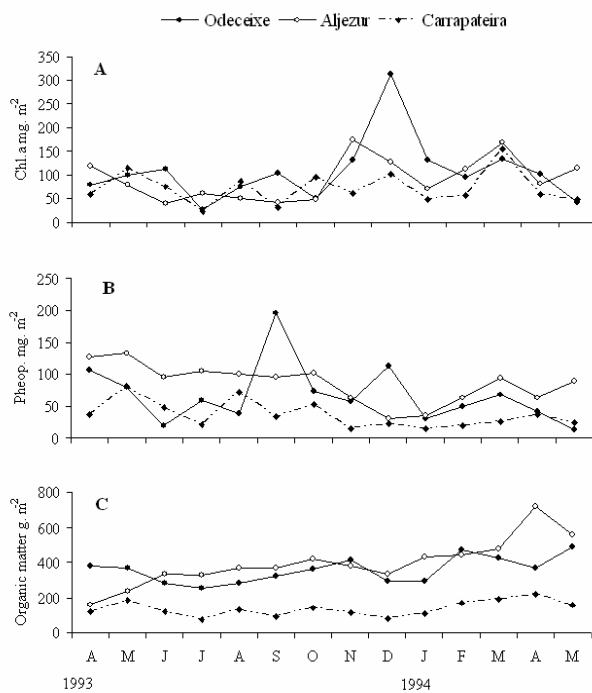 Odeceixe Aljezur Carrapateira
A
Chl.a mg. m-2
350
300
250
200
150
100
50
0
B
Pheop. mg. m-2
250
200
150
100
50
0
C
Organic matter g. m-2
800
600
400
200
0
A M J J A S O N D J F M A M
1993 1994